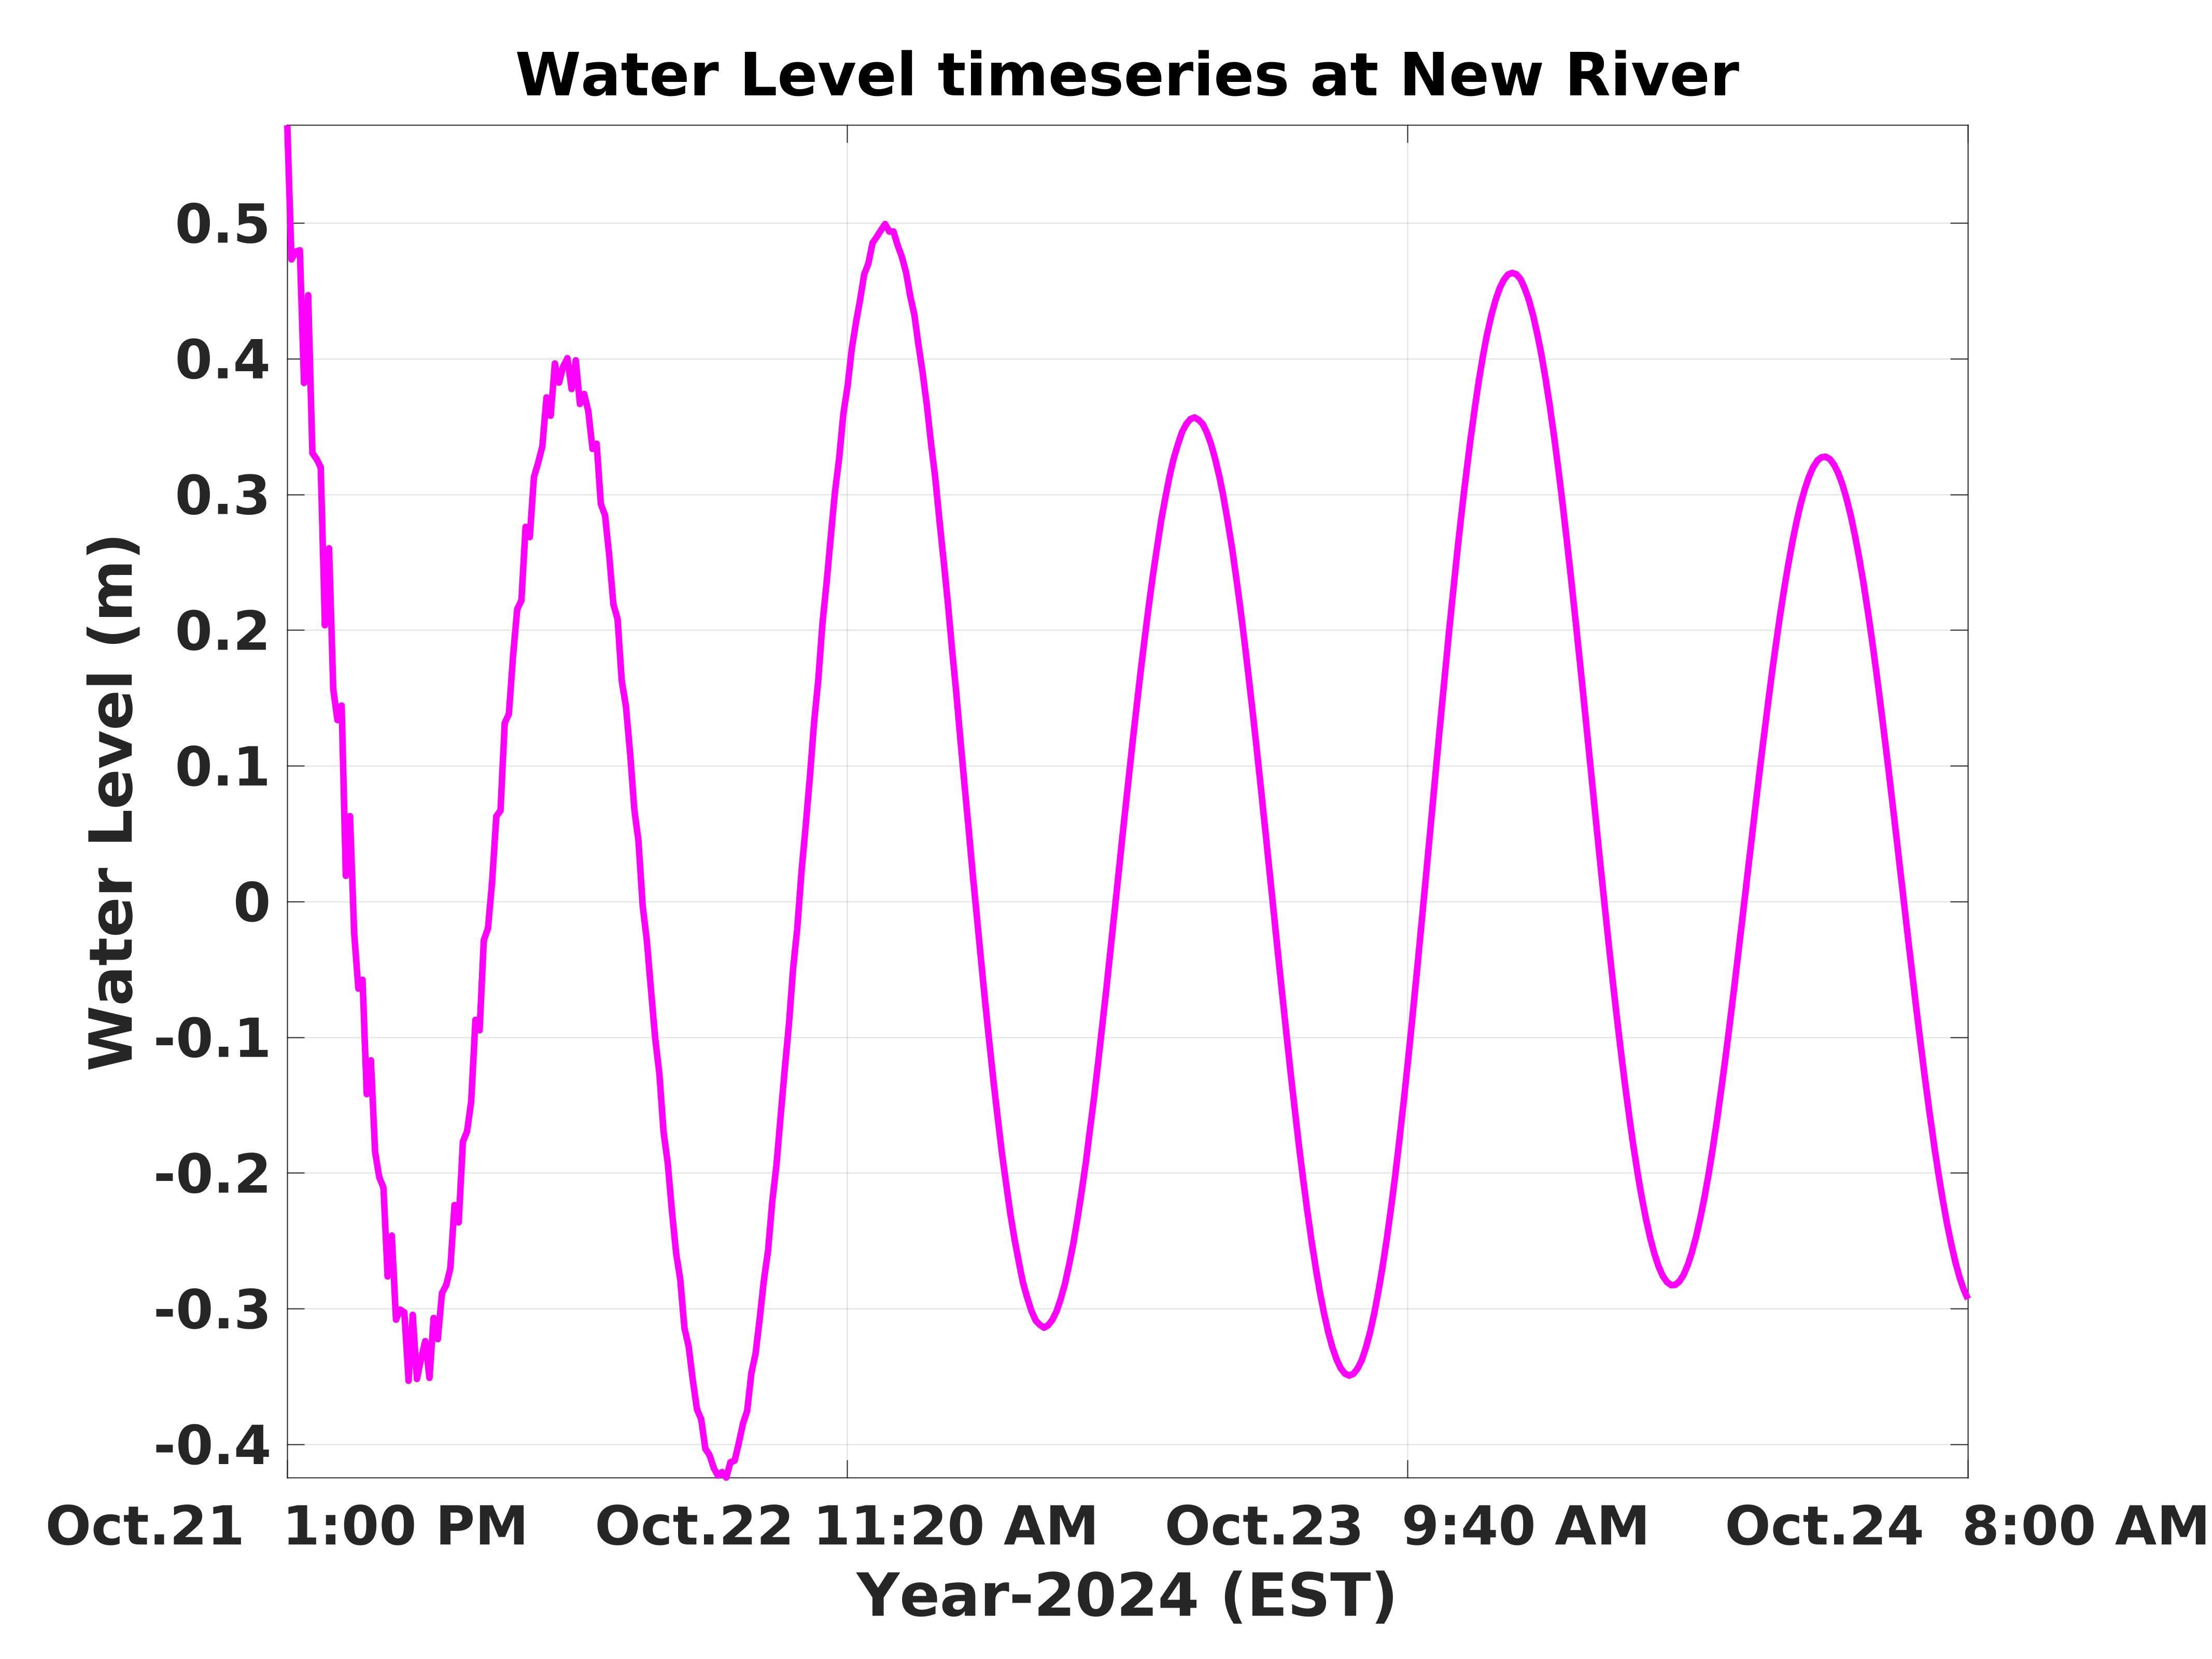 Water Level timeseries at New River
Water Level (m)
0.5
0.4
0.3
0.2
0.1
0
-0.1
-0.2
-0.3
-0.4
Oct.21 1:00 PM Oct.22 11:20 AM Oct.23 9:40 AM Oct.24 8:00 AM
Year-2024 (EST)